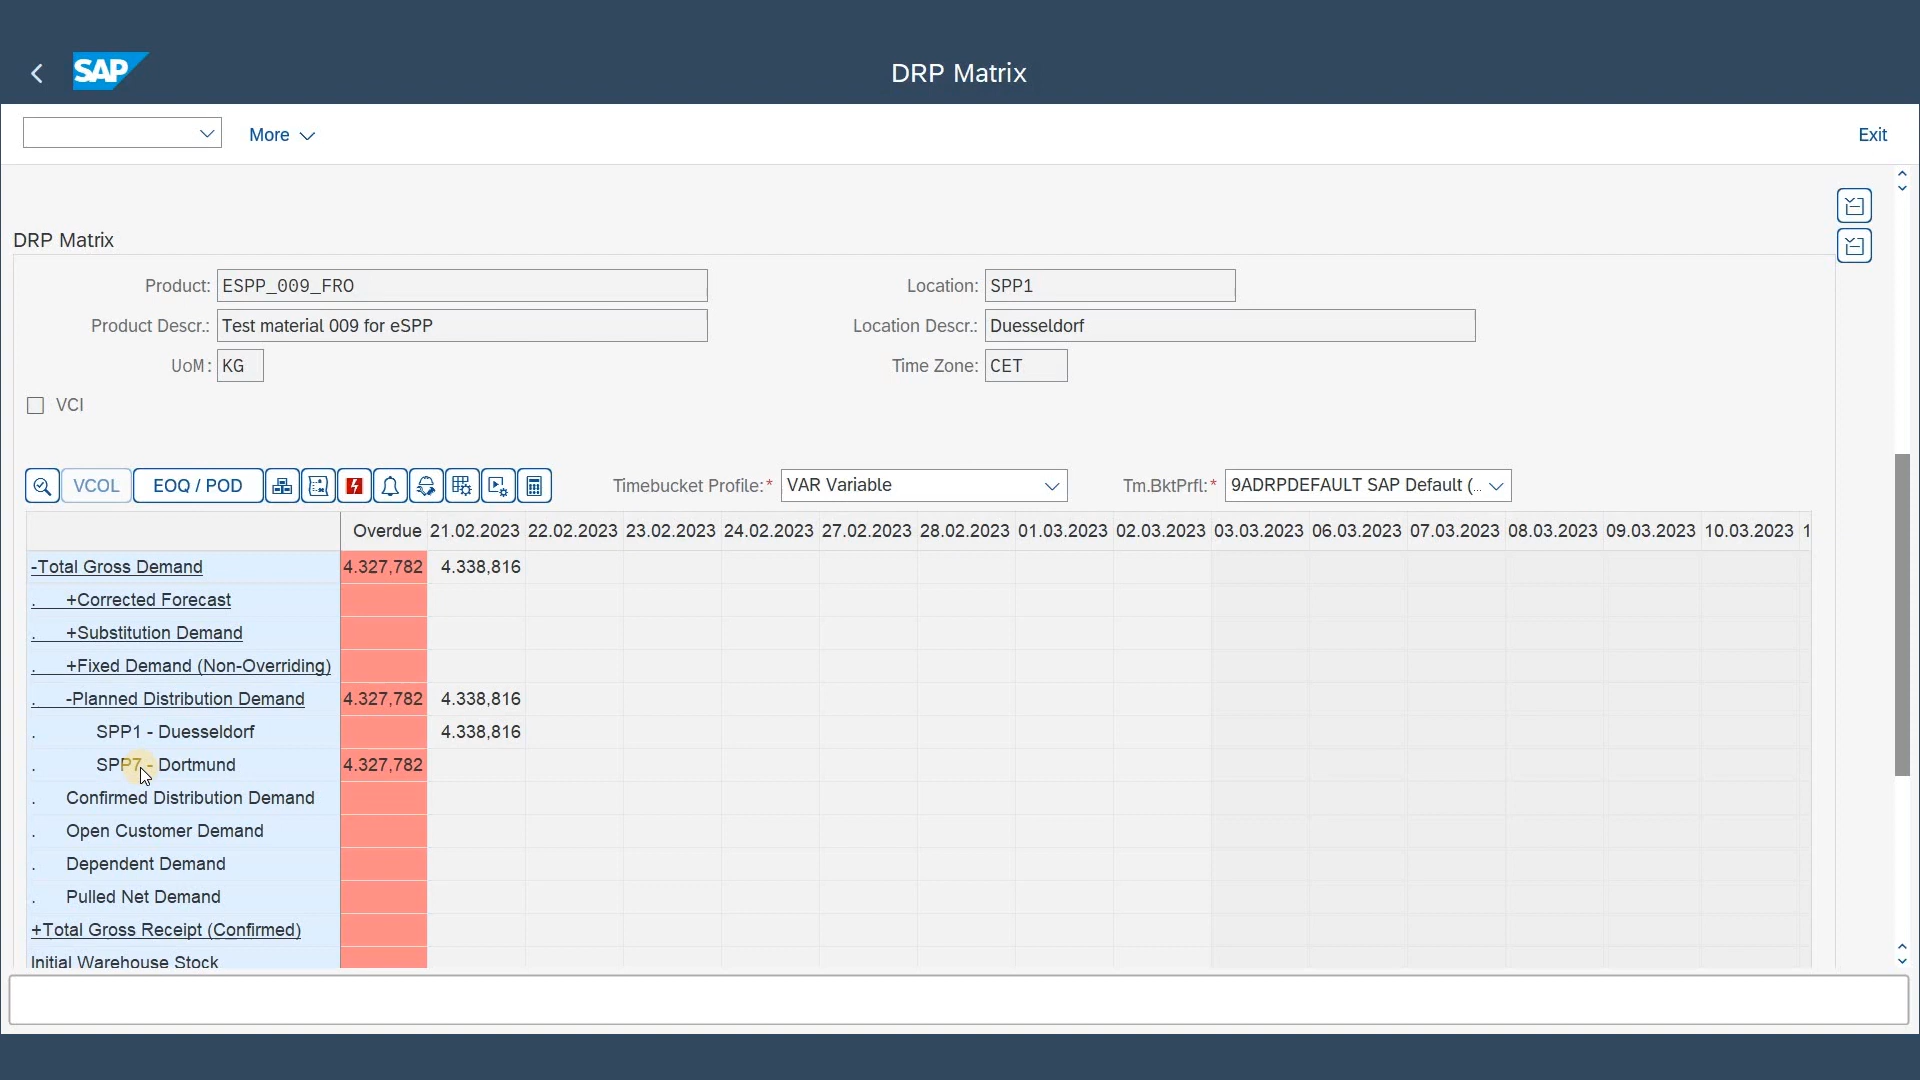 SAP
DRP Matrix
More
Exit
DRP Matrix
Product: ESPP_009_FRO Location: SPP1
Product Descr.: Test material 009 for eSPP Location Descr.: Duesseldorf
UoM: KG Time Zone: CET
VCI
VCOL EOQ / POD Timebucket Profile:* VAR Variable Tm.BktPrfl:* 9ADRPDEFAULT SAP Default (...
Overdue 21.02.2023 22.02.2023 23.02.2023 24.02.2023 27.02.2023 28.02.2023 01.03.2023 02.03.2023 03.03.2023 06.03.2023 07.03.2023 08.03.2023 09.03.2023 10.03.2023 1
-Total Gross Demand 4.327,782 4.338,816
. +Corrected Forecast
. +Substitution Demand
. +Fixed Demand (Non-Overriding)
. -Planned Distribution Demand 4.327,782 4.338,816
. SPP1 - Duesseldorf 4.338,816
. SPP7 - Dortmund 4.327,782
. Confirmed Distribution Demand
. Open Customer Demand
. Dependent Demand
. Pulled Net Demand
+Total Gross Receipt (Confirmed)
Initial Warehouse Stock